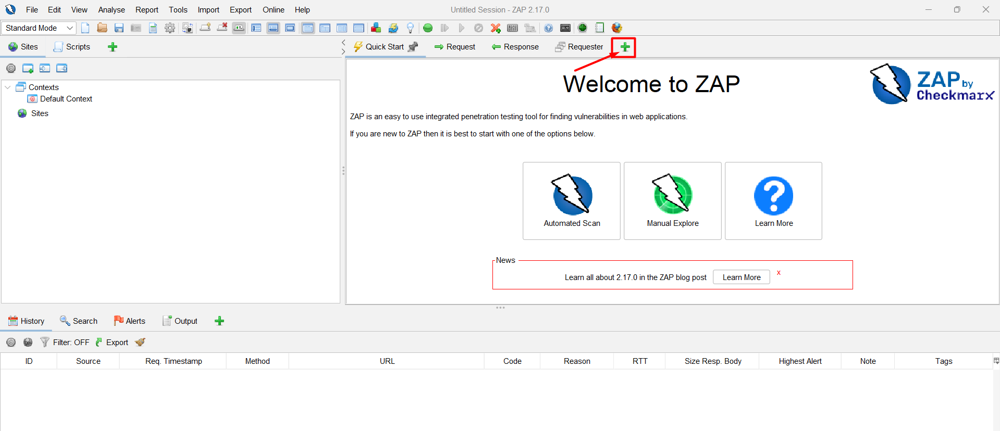 File Edit View Analyse Report Tools Import Export Online Help Untitled Session - ZAP 2.17.0
Standard Mode
Sites Scripts Quick Start Request Response Requester
Welcome to ZAP
ZAP by
Checkmarx
Contexts
Default Context
Sites
ZAP is an easy to use integrated penetration testing tool for finding vulnerabilities in web applications.
If you are new to ZAP then it is best to start with one of the options below.
Automated Scan Manual Explore Learn More
News
Learn all about 2.17.0 in the ZAP blog post Learn More x
History Search Alerts Output
Filter: OFF Export
ID Source Req. Timestamp Method URL Code Reason RTT Size Resp. Body Highest Alert Note Tags